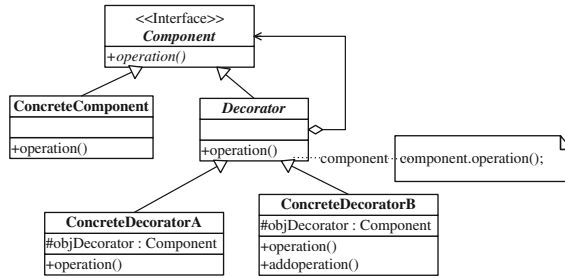 <<Interface>>
Component
+operation()
ConcreteComponent
+operation()
Decorator
+operation()
component
component.operation();
ConcreteDecoratorA
#objDecorator : Component
+operation()
ConcreteDecoratorB
#objDecorator : Component
+operation()
+addoperation()